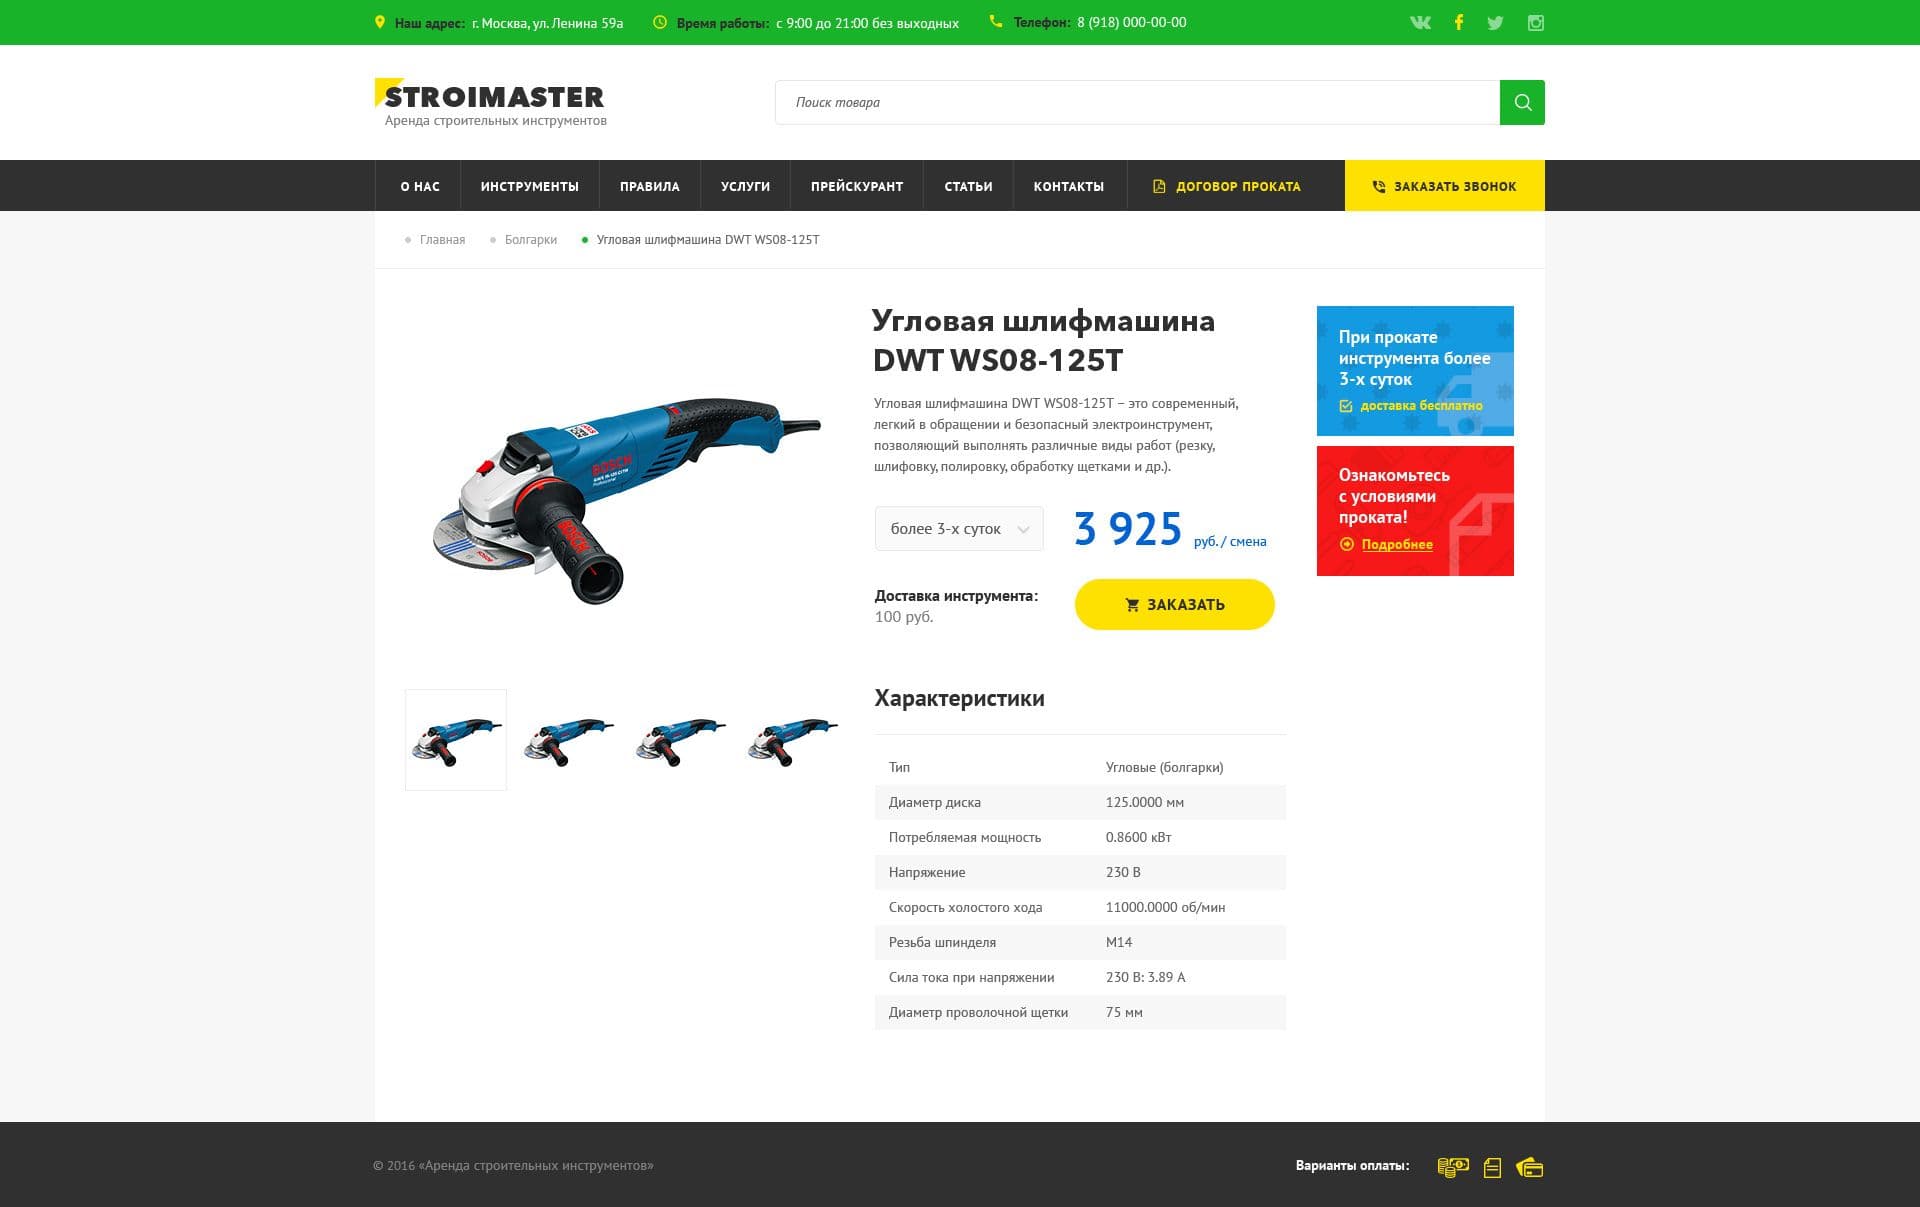 Наш адрес: г. Москва, ул. Ленина 59а
Время работы: с 9:00 до 21:00 без выходных
Телефон: 8 (918) 000-00-00
STROIMASTER
Аренда строительных инструментов
Поиск товара
О НАС
ИНСТРУМЕНТЫ
ПРАВИЛА
УСЛУГИ
ПРЕЙСКУРАНТ
СТАТЬИ
КОНТАКТЫ
ДОГОВОР ПРОКАТА
ЗАКАЗАТЬ ЗВОНОК
Главная
Болгарки
Угловая шлифмашина DWT WS08-125T
BOSCH
BOSCH
Угловая шлифмашина
DWT WS08-125T
Угловая шлифмашина DWT WS08-125T – это современный,
легкий в обращении и безопасный электроинструмент,
позволяющий выполнять различные виды работ (резку,
шлифовку, полировку, обработку щетками и др.).
более 3-х суток
3 925 руб. / смена
Доставка инструмента:
100 руб.
ЗАКАЗАТЬ
При прокате
инструмента более
3-х суток
доставка бесплатно
Ознакомьтесь
с условиями
проката!
Подробнее
Характеристики
Тип Угловые (болгарки)
Диаметр диска 125.0000 мм
Потребляемая мощность 0.8600 кВт
Напряжение 230 В
Скорость холостого хода 11000.0000 об/мин
Резьба шпинделя М14
Сила тока при напряжении 230 В: 3.89 А
Диаметр проволочной щетки 75 мм
© 2016 «Аренда строительных инструментов»
Варианты оплаты: